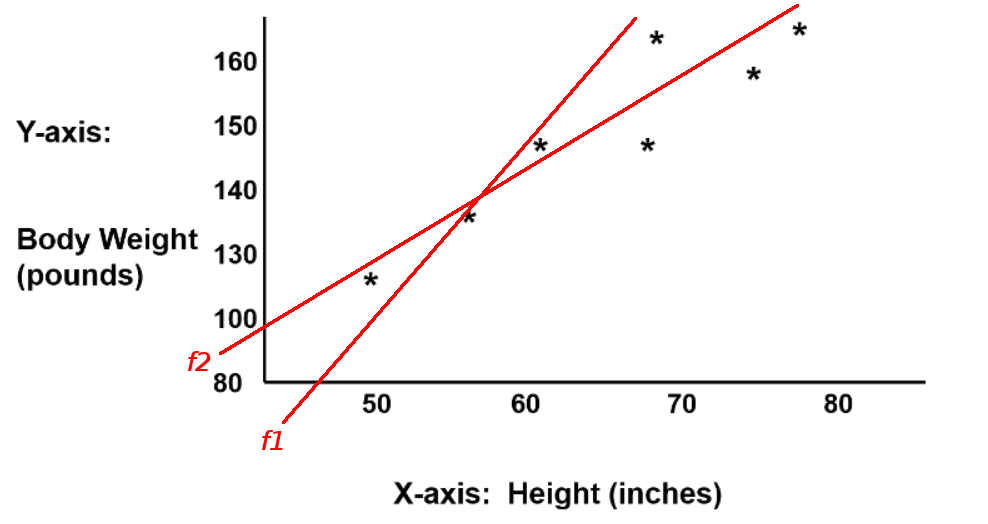 160
150
Y-axis:
140
Body Weight
(pounds)
130
100
f2
80
50 60 70 80
f1
X-axis: Height (inches)